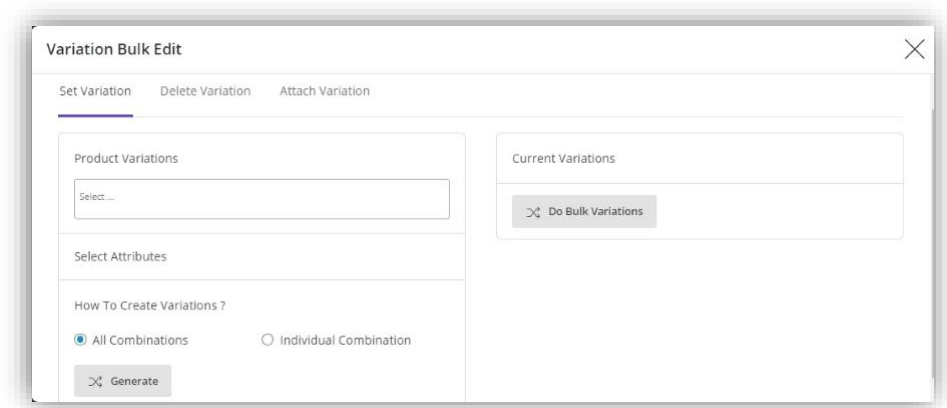 Variation Bulk Edit
Set Variation Delete Variation Attach Variation
Product Variations
Select ...
Select Attributes
How To Create Variations ?
All Combinations Individual Combination
Generate
Current Variations
Do Bulk Variations